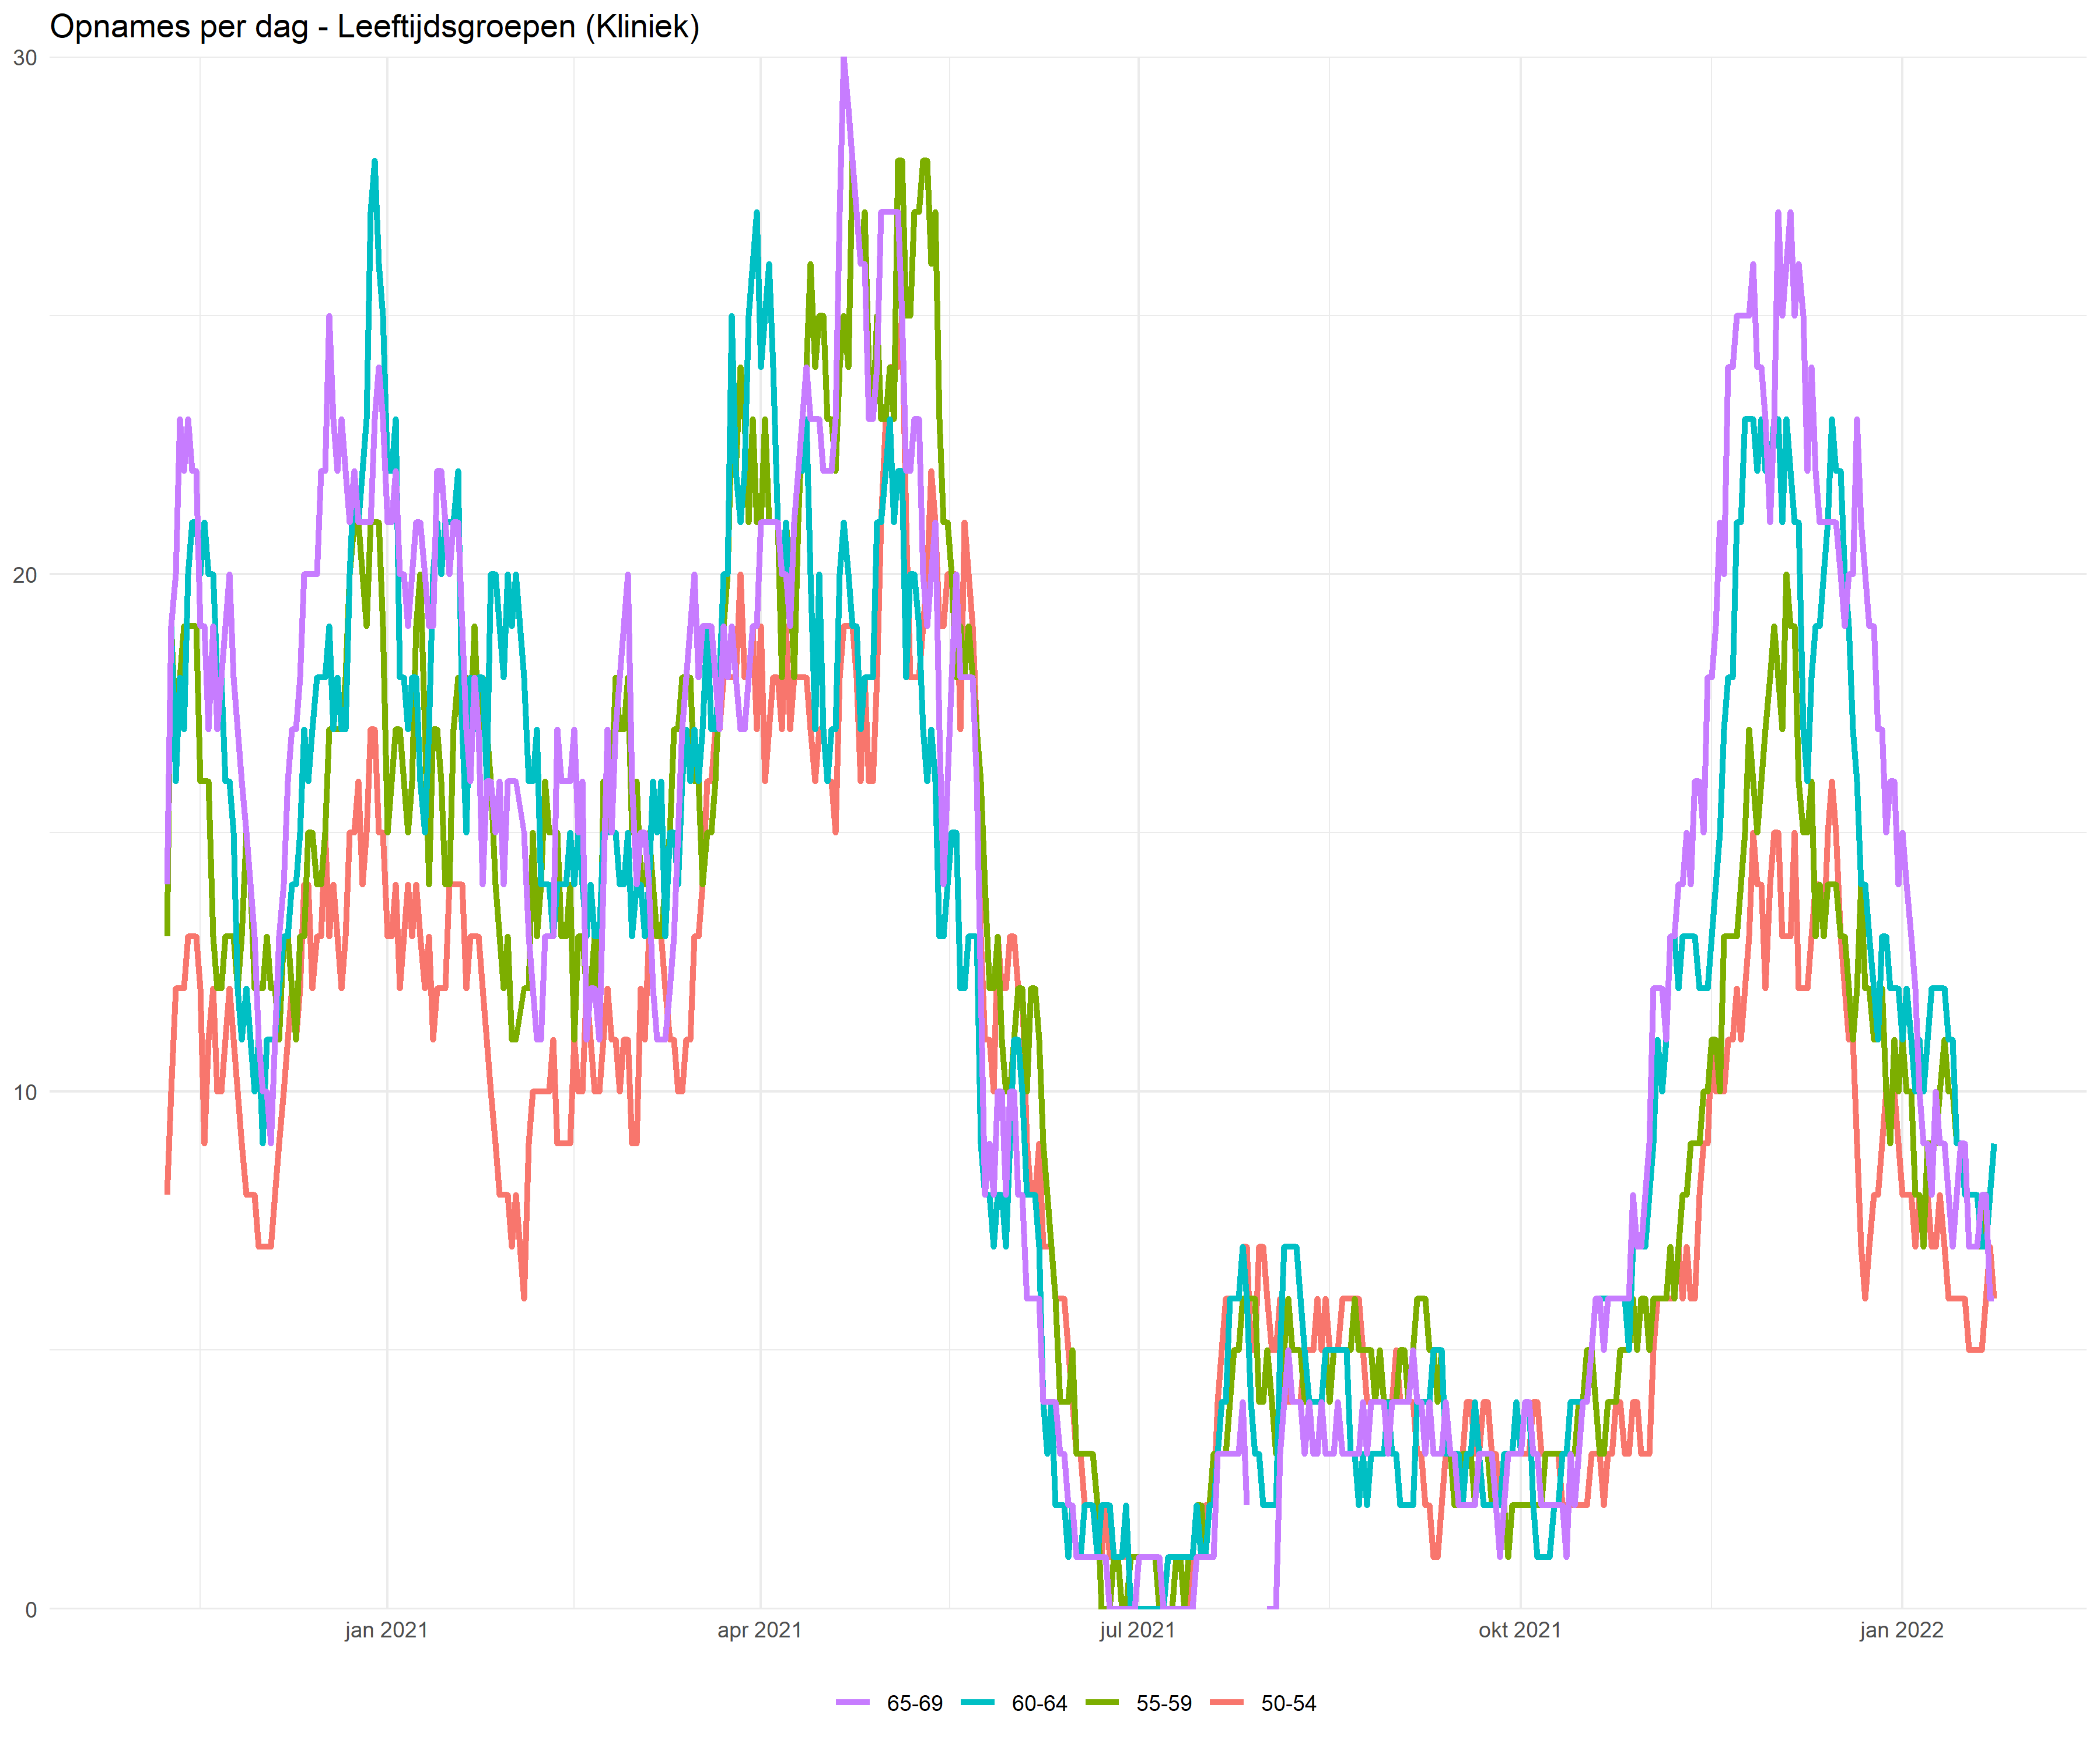 Opnames per dag - Leeftijdsgroepen (Kliniek)
30
20
10
0
jan 2021 apr 2021 jul 2021 okt 2021 jan 2022
65-69 60-64 55-59 50-54